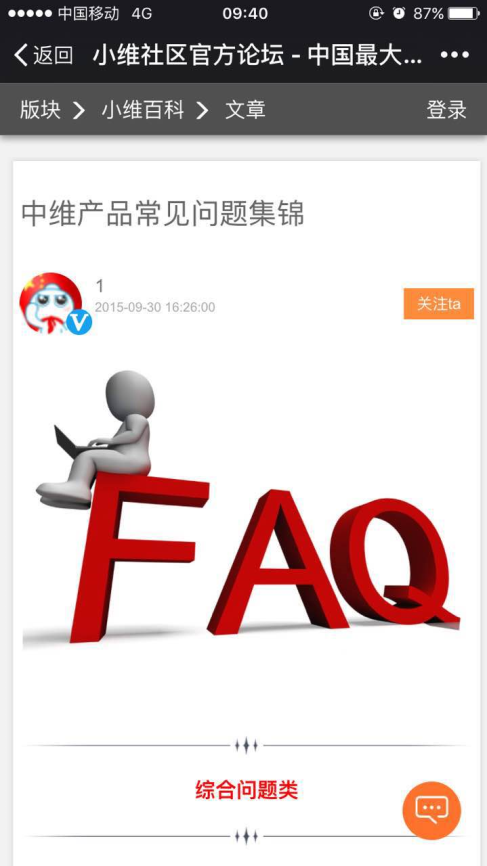 中国移动 4G 09:40 87%
返回 小维社区官方论坛 - 中国最大...
版块 小维百科 文章 登录
中维产品常见问题集锦
1
2015-09-30 16:26:00
关注ta
FAQ
综合问题类